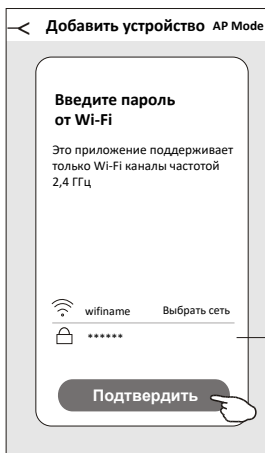 Добавить устройство AP Mode
Введите пароль
от Wi-Fi
Это приложение поддерживает
только Wi-Fi каналы частотой
2,4 ГГц
wifiname Выбрать сеть
******
Подтвердить